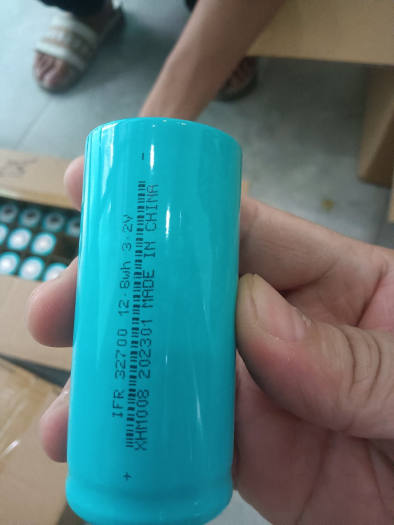 -
IFR 32700 12.8Wh 3.2V
XHM008 202301 MADE IN CHINA
+